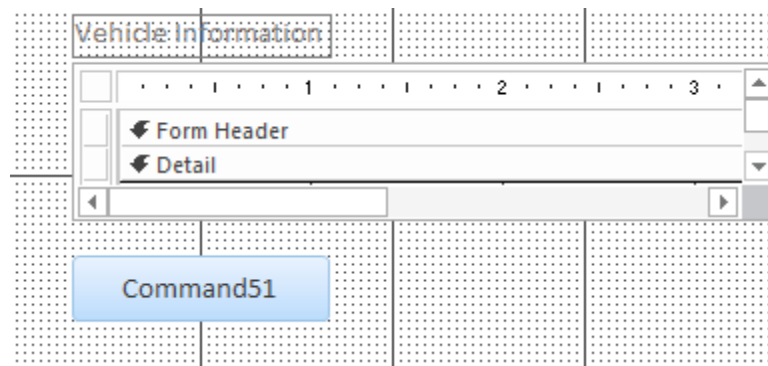 Vehicle Information
1 2 3
Form Header
Detail
Command51